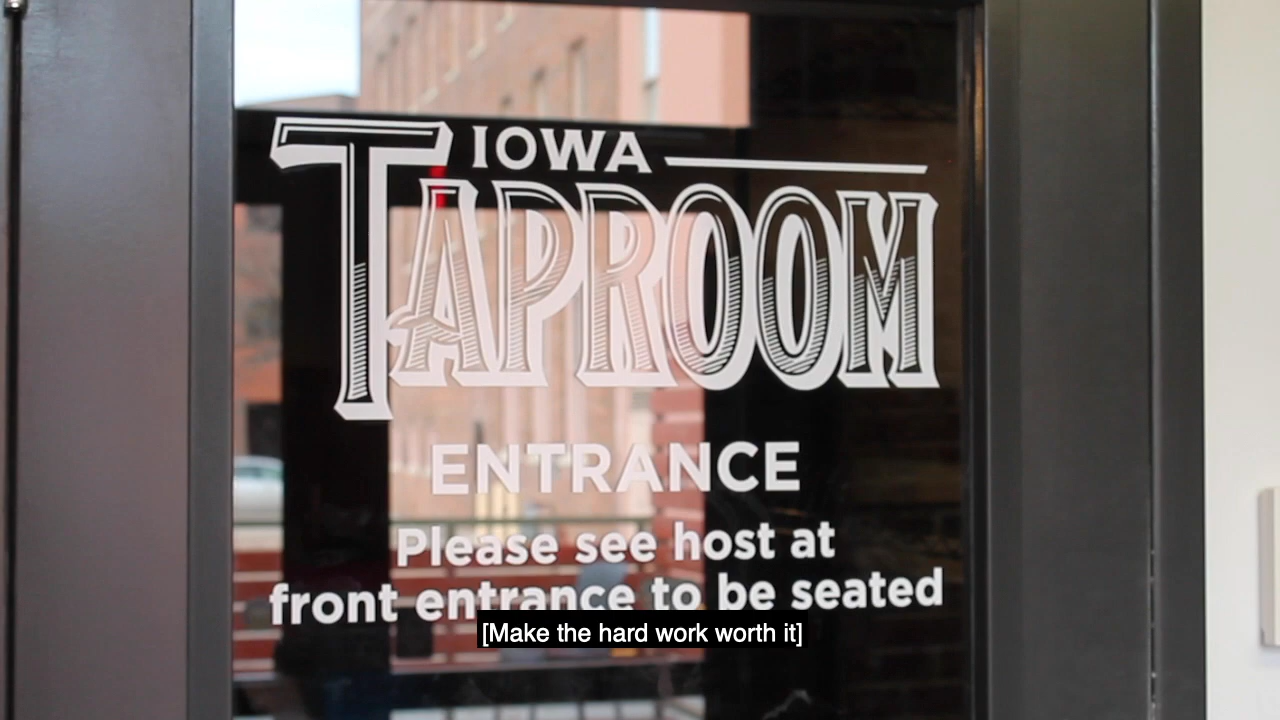 IOWA
TAPROOM
ENTRANCE
Please see host at
front entrance to be seated
[Make the hard work worth it]